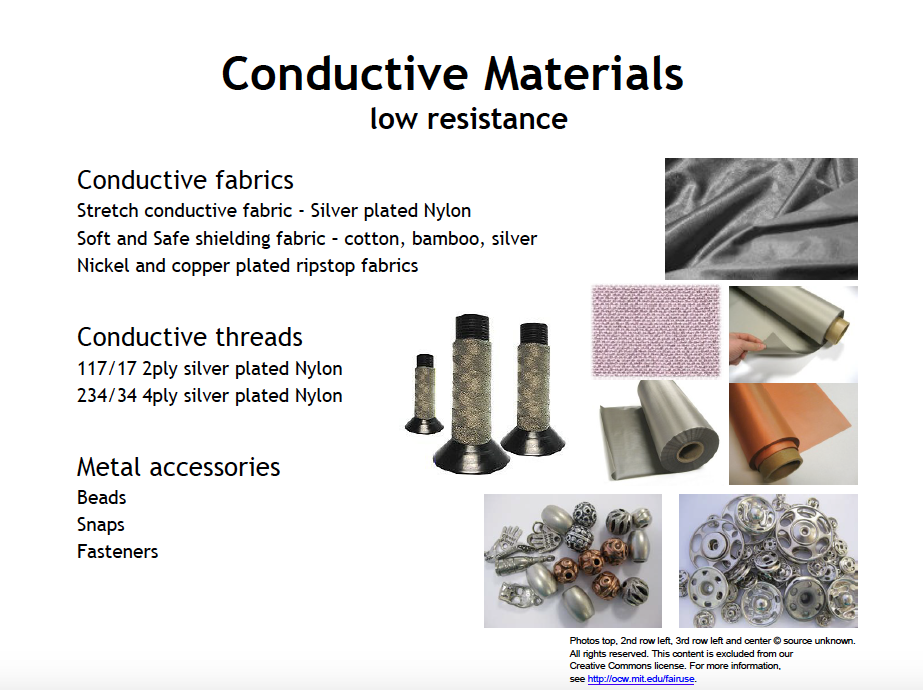 Conductive Materials
low resistance
Conductive fabrics
Stretch conductive fabric - Silver plated Nylon
Soft and Safe shielding fabric – cotton, bamboo, silver
Nickel and copper plated ripstop fabrics
Conductive threads
117/17 2ply silver plated Nylon
234/34 4ply silver plated Nylon
Metal accessories
Beads
Snaps
Fasteners
Photos top, 2nd row left, 3rd row left and center © source unknown.
All rights reserved. This content is excluded from our
Creative Commons license. For more information,
see http://ocw.mit.edu/fairuse.